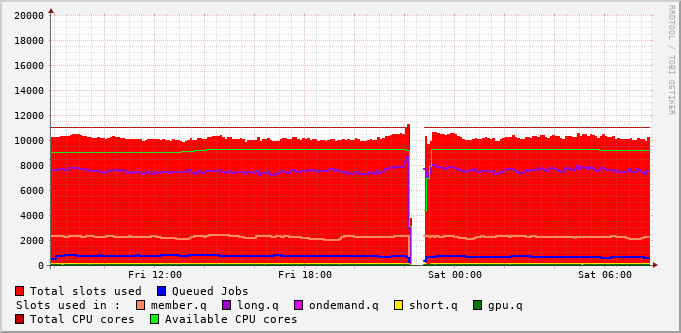 RRDTOOL / TOBI OETIKER
20000
18000
16000
14000
12000
10000
8000
6000
4000
2000
0
Fri 12:00 Fri 18:00 Sat 00:00 Sat 06:00
Total slots used Queued Jobs
Slots used in : member.q long.q ondemand.q short.q gpu.q
Total CPU cores Available CPU cores